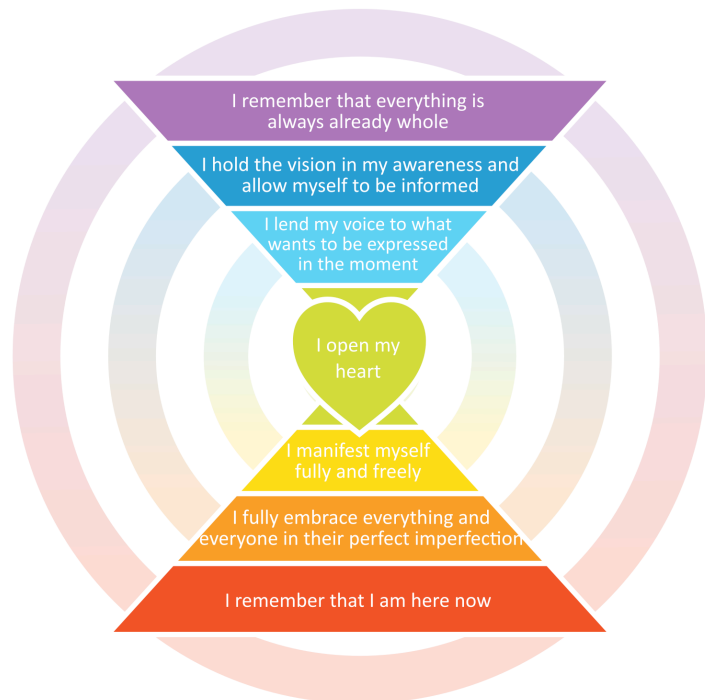 I remember that everything is
always already whole
I hold the vision in my awareness and
allow myself to be informed
I lend my voice to what
wants to be expressed
in the moment
I open my
heart
I manifest myself
fully and freely
I fully embrace everything and
everyone in their perfect imperfection
I remember that I am here now